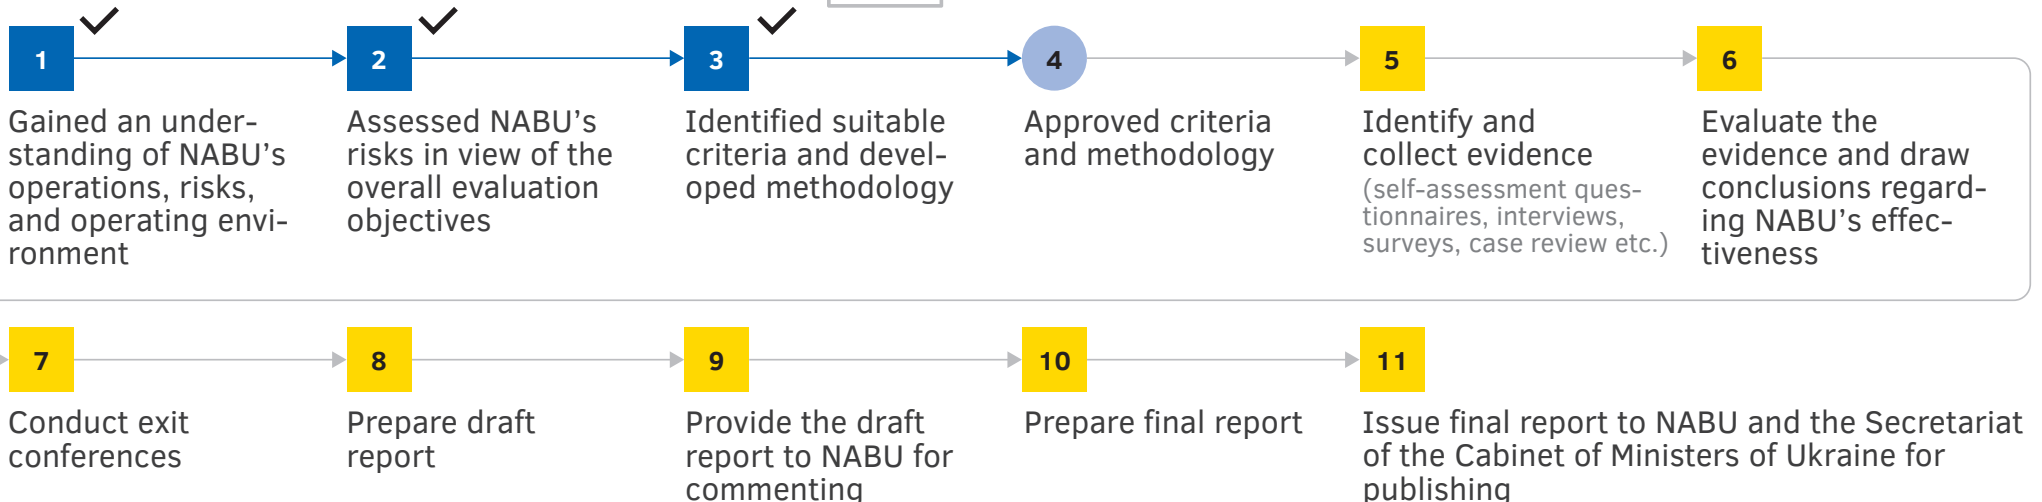 1
2
3
4
5
6
Gained an under-
standing of NABU’s
operations, risks,
and operating envi-
ronment
Assessed NABU’s
risks in view of the
overall evaluation
objectives
Identified suitable
criteria and devel-
oped methodology
Approved criteria
and methodology
Identify and
collect evidence
(self-assessment ques-
tionnaires, interviews,
surveys, case review etc.)
Evaluate the
evidence and draw
conclusions regard-
ing NABU’s effec-
tiveness
7
8
9
10
11
Conduct exit
conferences
Prepare draft
report
Provide the draft
report to NABU for
commenting
Prepare final report
Issue final report to NABU and the Secretariat
of the Cabinet of Ministers of Ukraine for
publishing